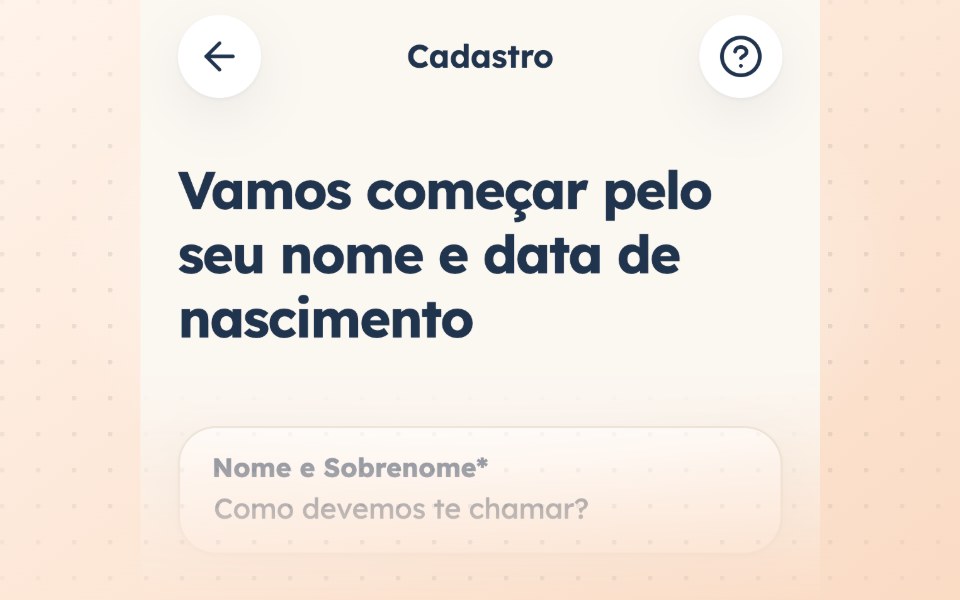 Cadastro
Vamos começar pelo
seu nome e data de
nascimento
Nome e Sobrenome*
Como devemos te chamar?